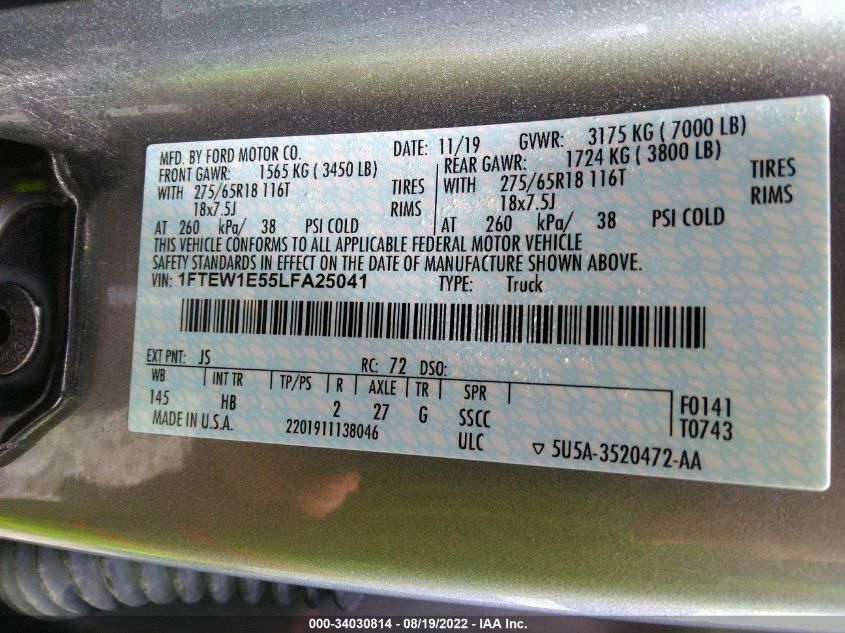 MFD. BY FORD MOTOR CO. DATE: 11/19 GVWR: 3175 KG ( 7000 LB)
FRONT GAWR: 1565 KG ( 3450 LB) REAR GAWR: 1724 KG ( 3800 LB)
WITH 275/65R18 116T TIRES WITH 275/65R18 116T TIRES
18x7.5J RIMS 18x7.5J RIMS
AT 260 kPa/ 38 PSI COLD AT 260 kPa/ 38 PSI COLD
THIS VEHICLE CONFORMS TO ALL APPLICABLE FEDERAL MOTOR VEHICLE
SAFETY STANDARDS IN EFFECT ON THE DATE OF MANUFACTURE SHOWN ABOVE.
VIN: 1FTEW1E55LFA25041 TYPE: Truck
EXT PNT: JS RC: 72 DSO:
WB INT TR TP/PS R AXLE TR SPR
145 HB 2 27 G SSCC F0141
MADE IN U.S.A. 2201911138046 ULC T0743
▽ 5U5A-3520472-AA
000-34030814 - 08/19/2022 - IAA Inc.